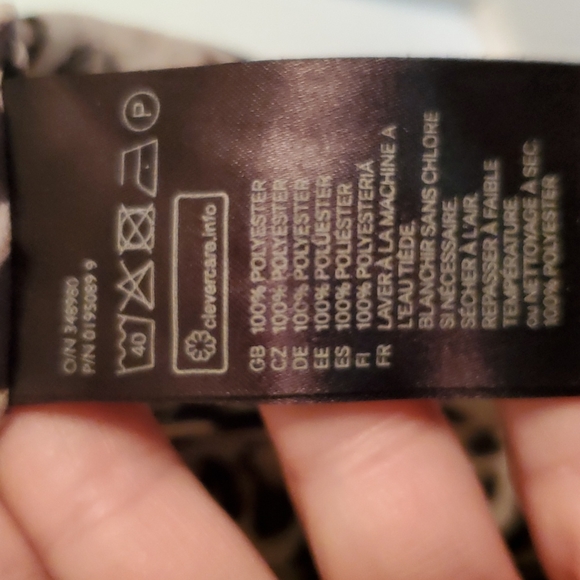 O/N 348980
P/N 0195089 9
40
P
clevercare.info
GB 100% POLYESTER
CZ 100% POLYESTER
DE 100% POLYESTER
EE 100% POLÜESTER
ES 100% POLIÉSTER
FI 100% POLYESTERIÄ
FR LAVER À LA MACHINE A
L'EAU TIÈDE.
BLANCHIR SANS CHLORE
SI NÉCESSAIRE.
SÉCHER À L'AIR.
REPASSER À FAIBLE
TEMPÉRATURE.
ou NETTOYAGE A SEC.
100% POLYESTER